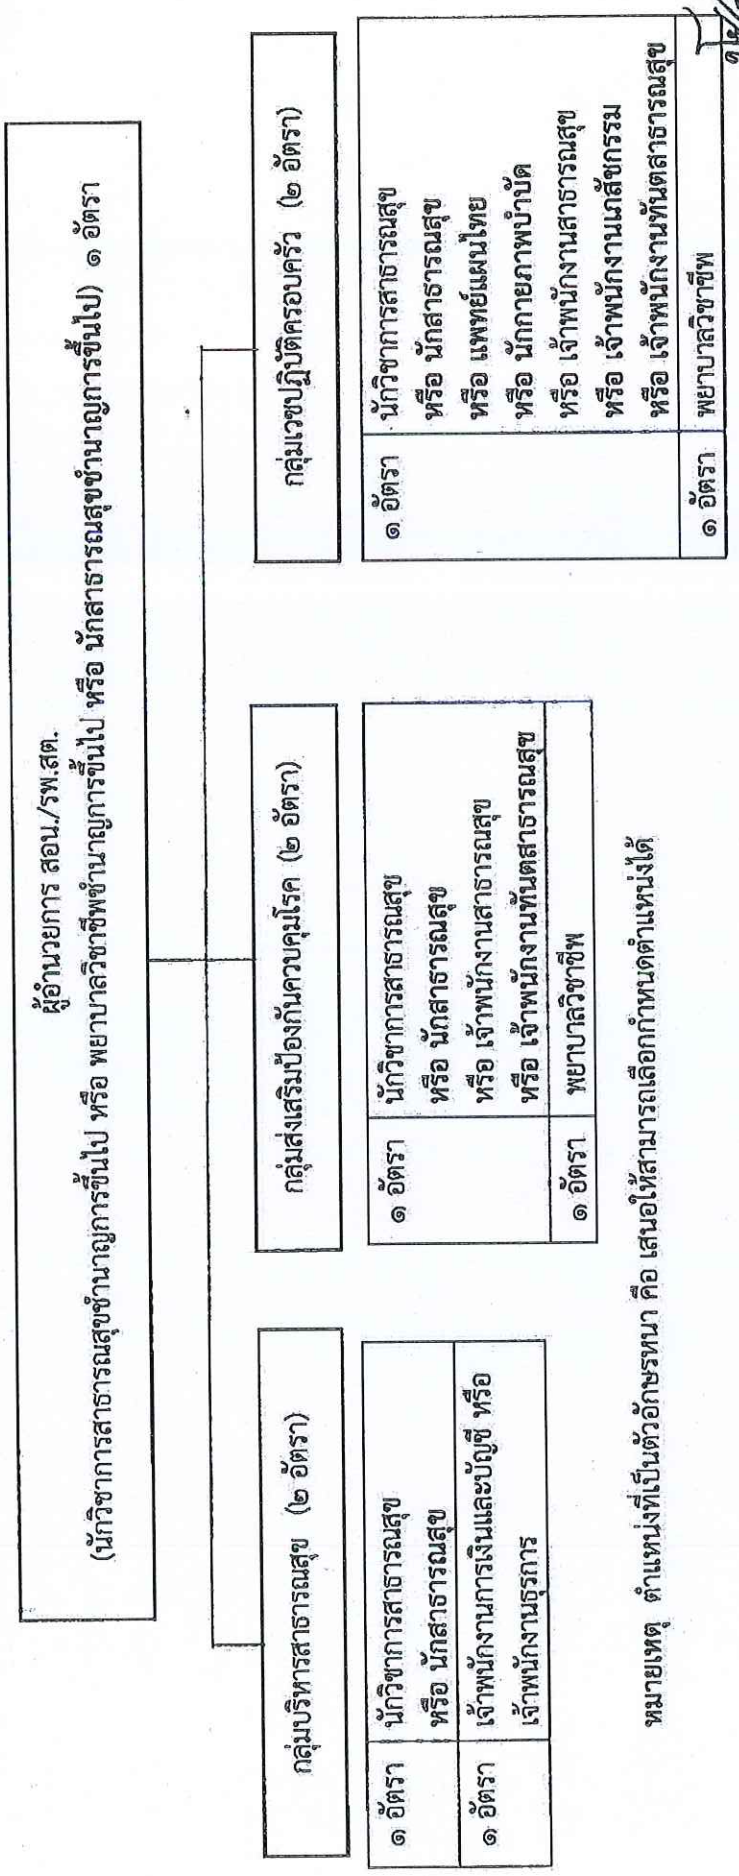 ผู้อำนวยการ สอน./รพ.สต.
(นักวิชาการสาธารณสุขชำนาญการขึ้นไป หรือ พยาบาลวิชาชีพชำนาญการขึ้นไป หรือ นักสาธารณสุขชำนาญการขึ้นไป) ๑ อัตรา
กลุ่มบริหารสาธารณสุข (๒ อัตรา)
๑ อัตรา นักวิชาการสาธารณสุข
หรือ นักสาธารณสุข
๑ อัตรา เจ้าพนักงานการเงินและบัญชี หรือ
เจ้าพนักงานธุรการ
กลุ่มส่งเสริมป้องกันควบคุมโรค (๒ อัตรา)
๑ อัตรา นักวิชาการสาธารณสุข
หรือ นักสาธารณสุข
หรือ เจ้าพนักงานสาธารณสุข
หรือ เจ้าพนักงานทันตสาธารณสุข
๑ อัตรา พยาบาลวิชาชีพ
กลุ่มเวชปฏิบัติครอบครัว (๒ อัตรา)
๑ อัตรา นักวิชาการสาธารณสุข
หรือ นักสาธารณสุข
หรือ แพทย์แผนไทย
หรือ นักกายภาพบำบัด
หรือ เจ้าพนักงานสาธารณสุข
หรือ เจ้าพนักงานเภสัชกรรม
หรือ เจ้าพนักงานทันตสาธารณสุข
๑ อัตรา พยาบาลวิชาชีพ
หมายเหตุ ตำแหน่งที่เป็นตัวอักษรหนา คือ เสนอให้สามารถเลือกกำหนดตำแหน่งได้